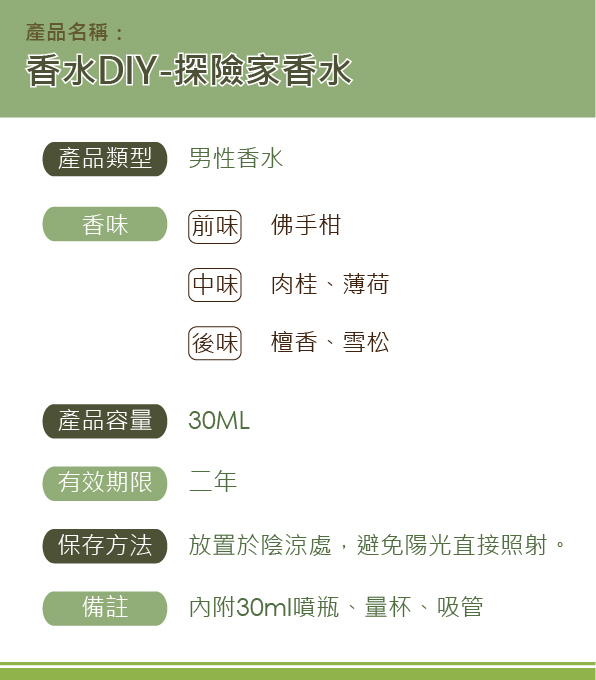 產品名稱：
香水DIY-探險家香水
產品類型 男性香水
香味 前味 佛手柑
中味 肉桂、薄荷
後味 檀香、雪松
產品容量 30ML
有效期限 二年
保存方法 放置於陰涼處，避免陽光直接照射。
備註 內附30ml噴瓶、量杯、吸管